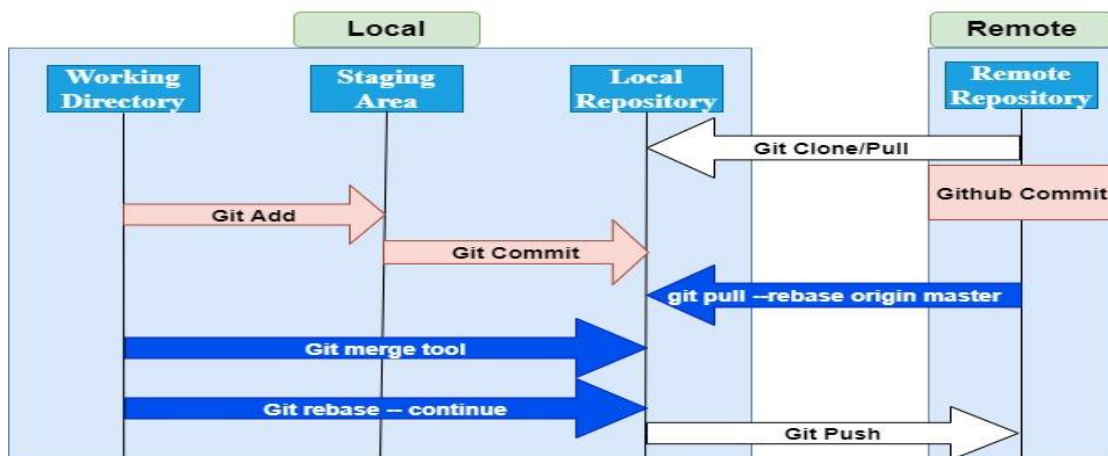 Local
Remote
Working
Directory
Staging
Area
Local
Repository
Remote
Repository
Git Clone/Pull
Github Commit
Git Add
Git Commit
git pull --rebase origin master
Git merge tool
Git rebase -- continue
Git Push